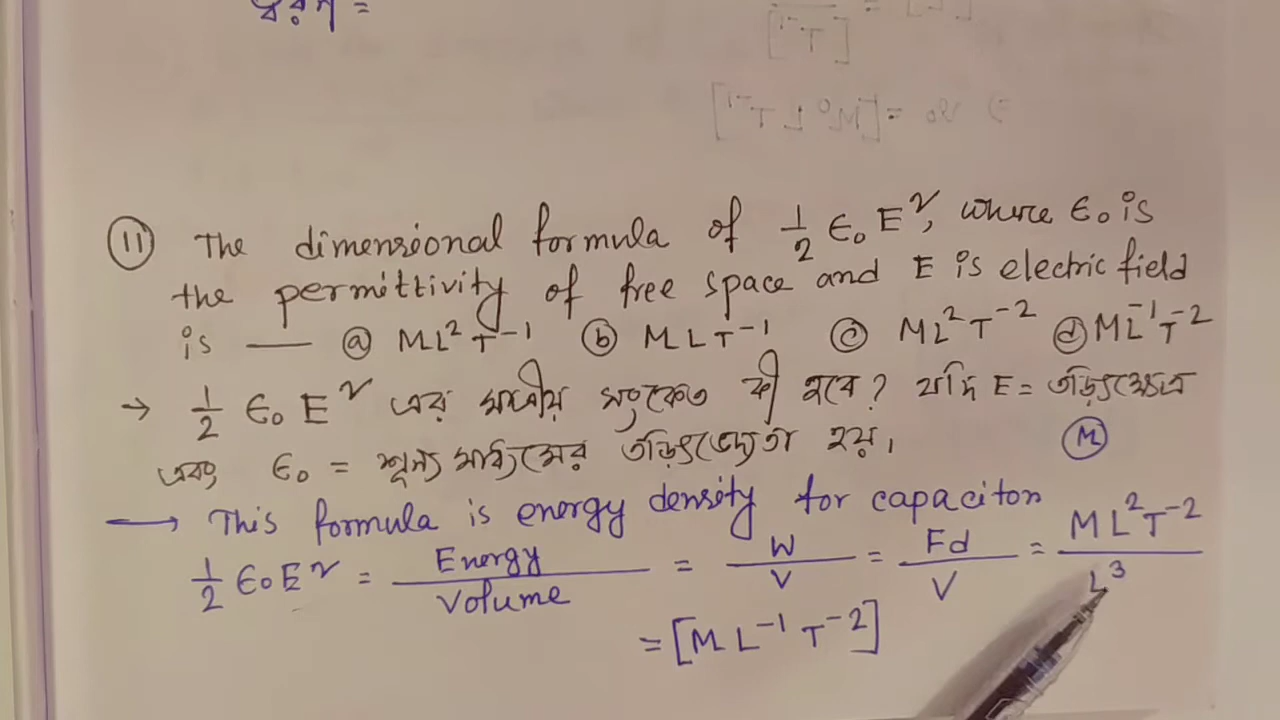 ধরণ =
⑪ The dimensional formula of 1/2 ϵ₀ E², where ϵ₀ is
the permittivity of free space and E is electric field
is — ⓐ ML²T⁻¹ ⓑ MLT⁻¹ ⓒ ML²T⁻² ⓓ ML⁻¹T⁻²
→ 1/2 ϵ₀ E² এর মাত্রীয় সংকেত কী হবে? যদি E = তড়িৎক্ষেত্র
এবং ϵ₀ = শূন্য মাধ্যমের তড়িৎভেদ্যতা হয়। Ⓜ
→ This formula is energy density for capacitor
1/2 ϵ₀E² = Energy/Volume = W/V = Fd/V = ML²T⁻²/L³
= [ML⁻¹T⁻²]